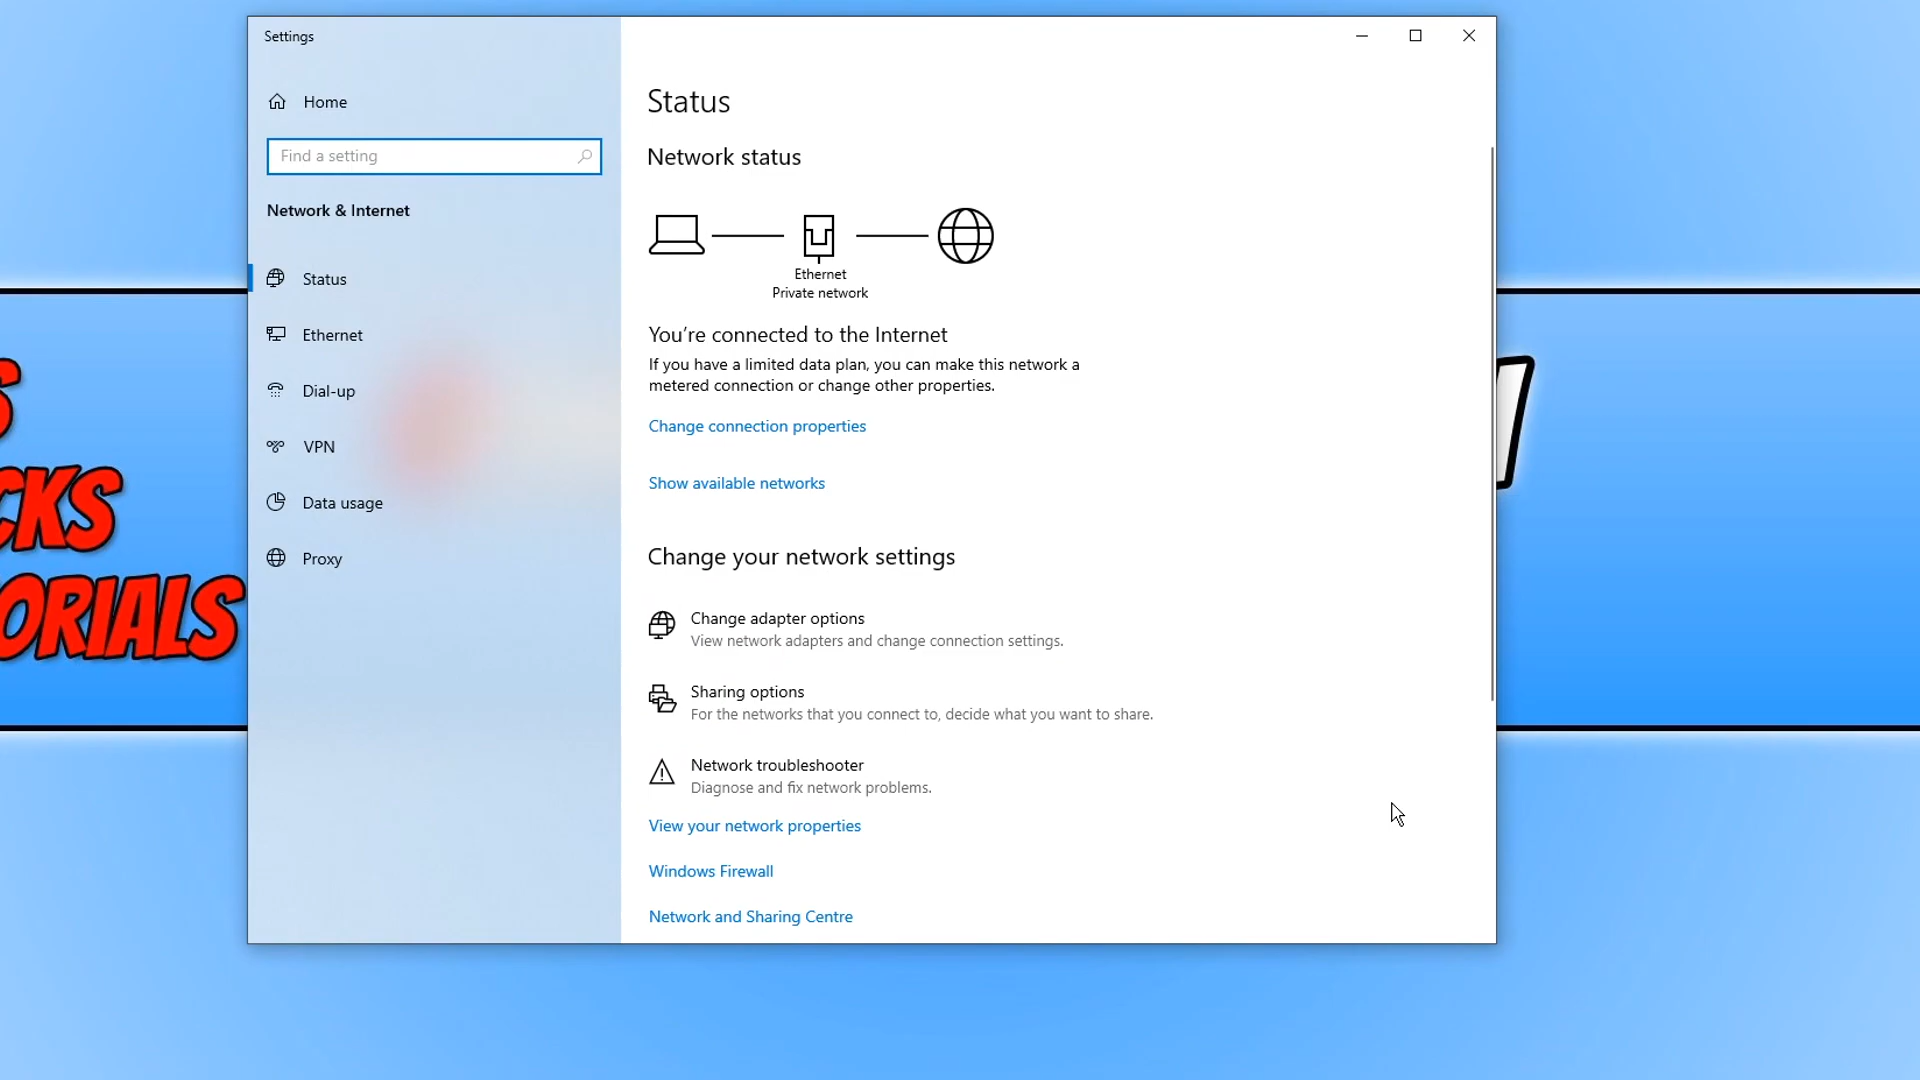 Settings
Home
Find a setting
Network & Internet
Status
Ethernet
Dial-up
VPN
Data usage
Proxy
Status
Network status
Ethernet
Private network
You're connected to the Internet
If you have a limited data plan, you can make this network a
metered connection or change other properties.
Change connection properties
Show available networks
Change your network settings
Change adapter options
View network adapters and change connection settings.
Sharing options
For the networks that you connect to, decide what you want to share.
Network troubleshooter
Diagnose and fix network problems.
View your network properties
Windows Firewall
Network and Sharing Centre
S
CKS
ORIALS